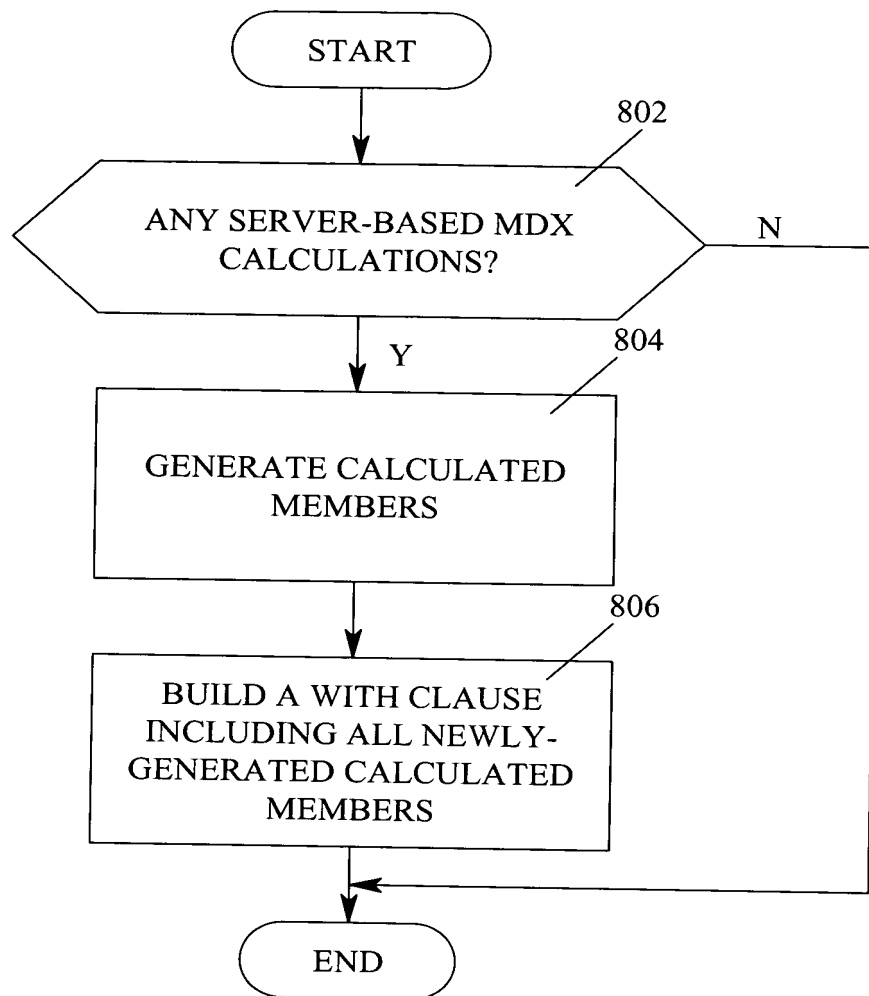 START
802
ANY SERVER-BASED MDX
CALCULATIONS?
N
Y
804
GENERATE CALCULATED
MEMBERS
806
BUILD A WITH CLAUSE
INCLUDING ALL NEWLY-
GENERATED CALCULATED
MEMBERS
END